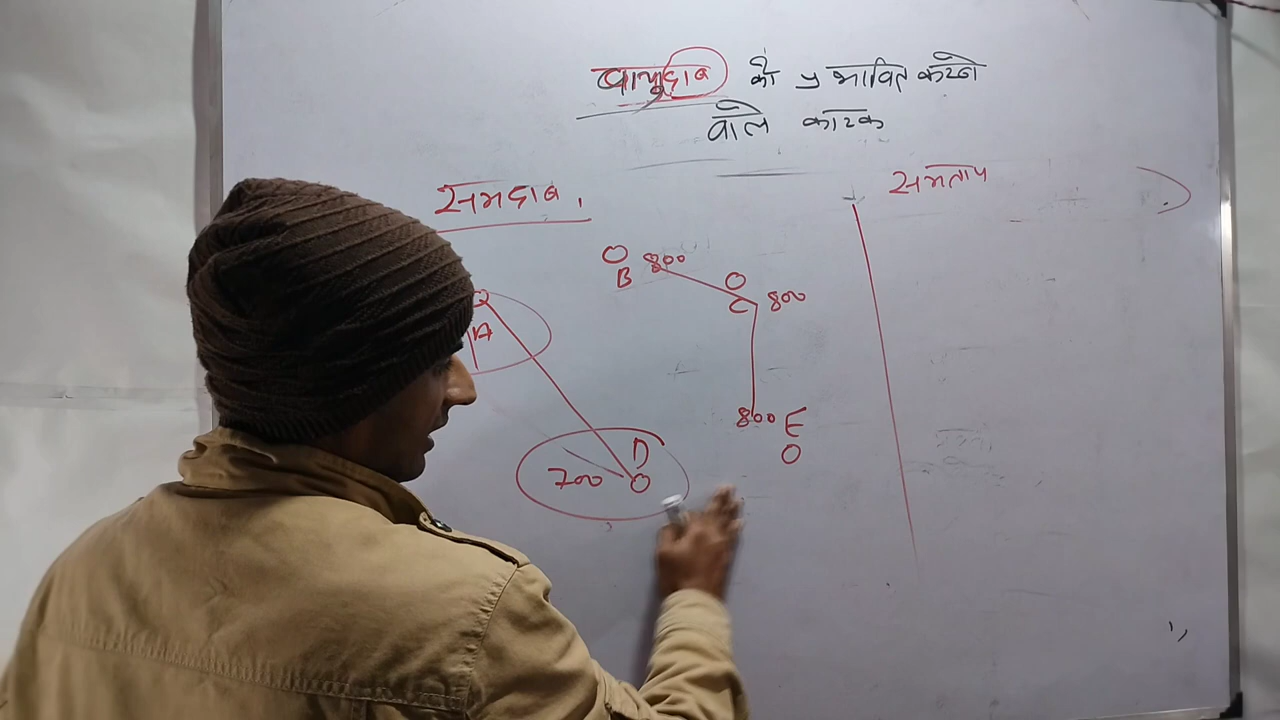 वायुदाब को प्रभावित करने
वाले कारक
समदाब
समताप
O
B 800
O
C 800
A
800 E
O
D
700 O